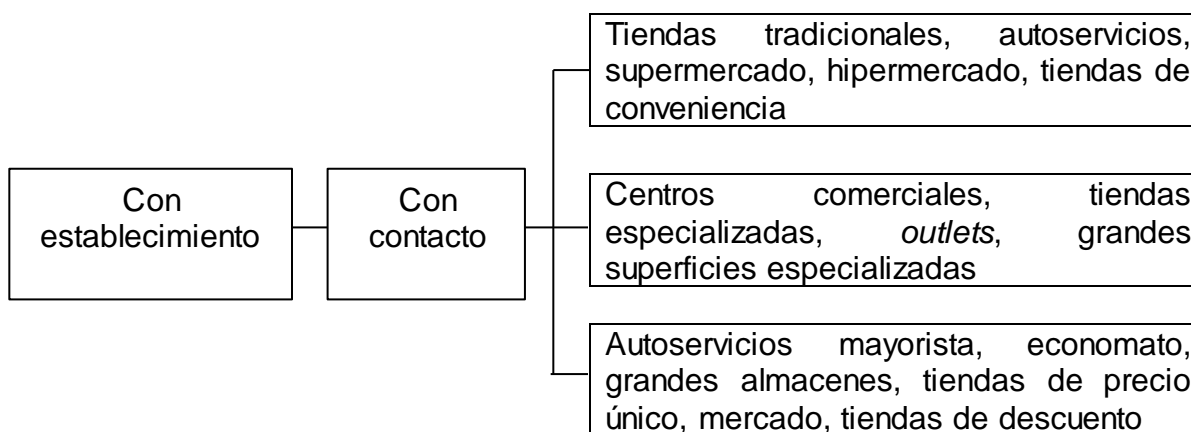 Tiendas tradicionales, autoservicios,
supermercado, hipermercado, tiendas de
conveniencia
Con
establecimiento
Con
contacto
Centros comerciales, tiendas
especializadas, outlets, grandes
superficies especializadas
Autoservicios mayorista, economato,
grandes almacenes, tiendas de precio
único, mercado, tiendas de descuento